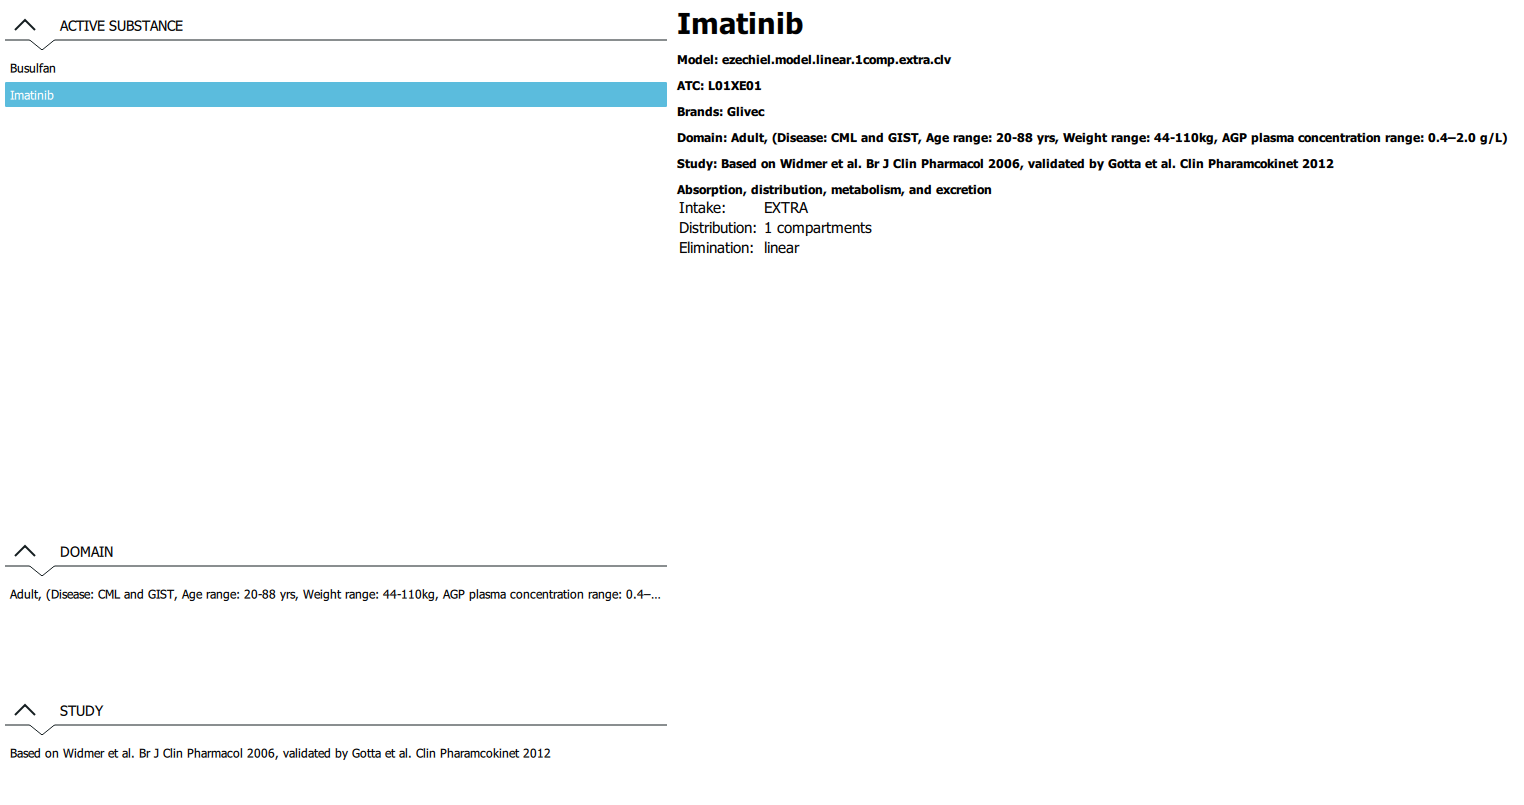 ACTIVE SUBSTANCE
Busulfan
Imatinib
DOMAIN
Adult, (Disease: CML and GIST, Age range: 20-88 yrs, Weight range: 44-110kg, AGP plasma concentration range: 0.4–...
STUDY
Based on Widmer et al. Br J Clin Pharmacol 2006, validated by Gotta et al. Clin Pharamcokinet 2012
Imatinib
Model: ezechiel.model.linear.1comp.extra.clv
ATC: L01XE01
Brands: Glivec
Domain: Adult, (Disease: CML and GIST, Age range: 20-88 yrs, Weight range: 44-110kg, AGP plasma concentration range: 0.4–2.0 g/L)
Study: Based on Widmer et al. Br J Clin Pharmacol 2006, validated by Gotta et al. Clin Pharamcokinet 2012
Absorption, distribution, metabolism, and excretion
Intake: EXTRA
Distribution: 1 compartments
Elimination: linear